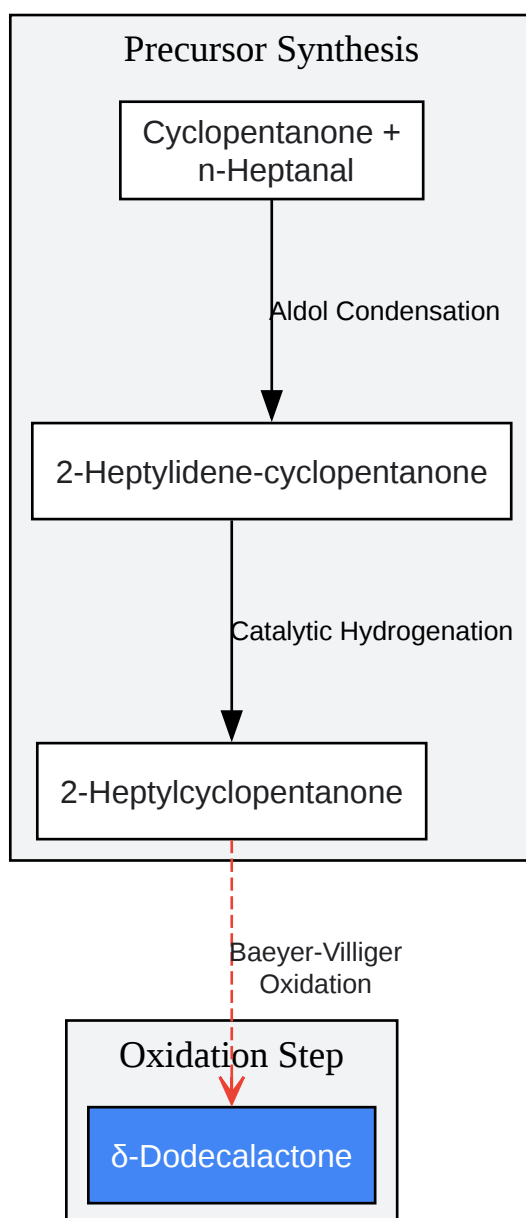 Precursor Synthesis
Cyclopentanone +
n-Heptanal
Aldol Condensation
2-Heptylidene-cyclopentanone
Catalytic Hydrogenation
2-Heptylcyclopentanone
Baeyer-Villiger
Oxidation
Oxidation Step
δ-Dodecalactone